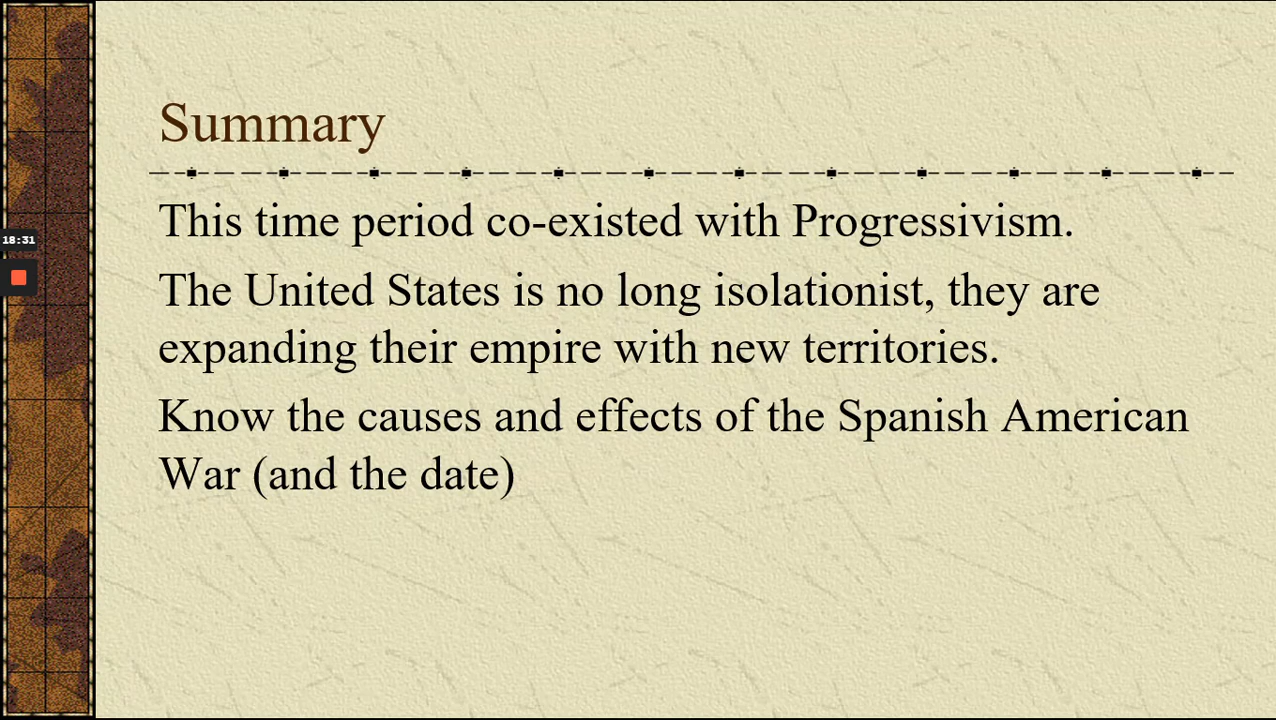 Summary
This time period co-existed with Progressivism.
The United States is no long isolationist, they are
expanding their empire with new territories.
Know the causes and effects of the Spanish American
War (and the date)
18:31